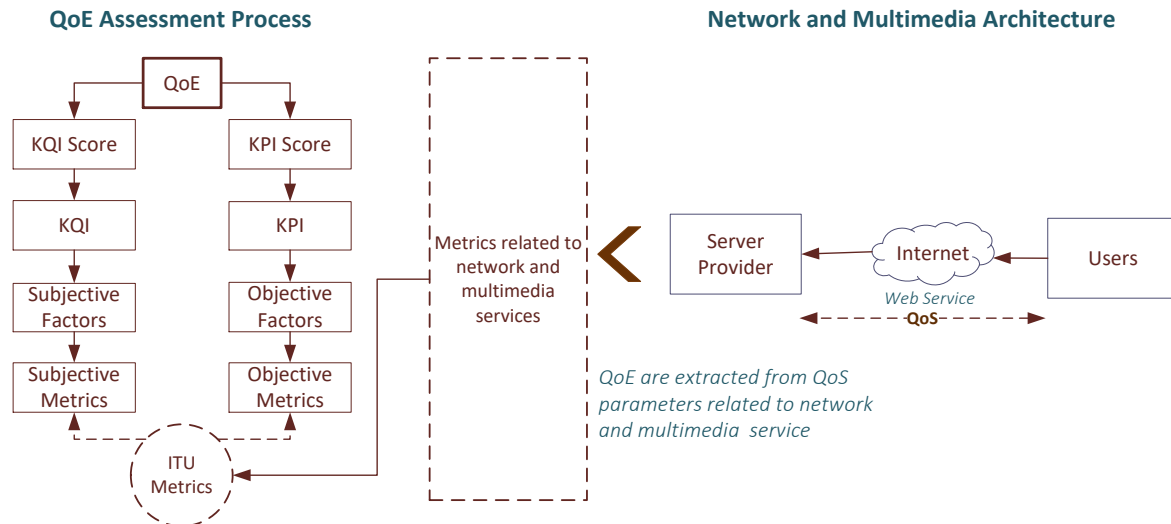 QoE Assessment Process
Network and Multimedia Architecture
QoE
KQI Score
KPI Score
KQI
KPI
Subjective
Factors
Objective
Factors
Subjective
Metrics
Objective
Metrics
ITU
Metrics
Metrics related to
network and
multimedia
services
Server
Provider
Internet
Users
Web Service
QoS
QoE are extracted from QoS
parameters related to network
and multimedia service